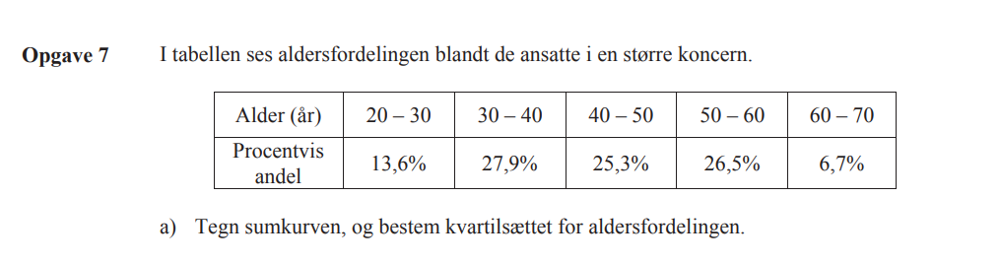 Opgave 7 I tabellen ses aldersfordelingen blandt de ansatte i en større koncern.
Alder (år) 20 – 30 30 – 40 40 – 50 50 – 60 60 – 70
Procentvis
andel 13,6% 27,9% 25,3% 26,5% 6,7%
a) Tegn sumkurven, og bestem kvartilsættet for aldersfordelingen.